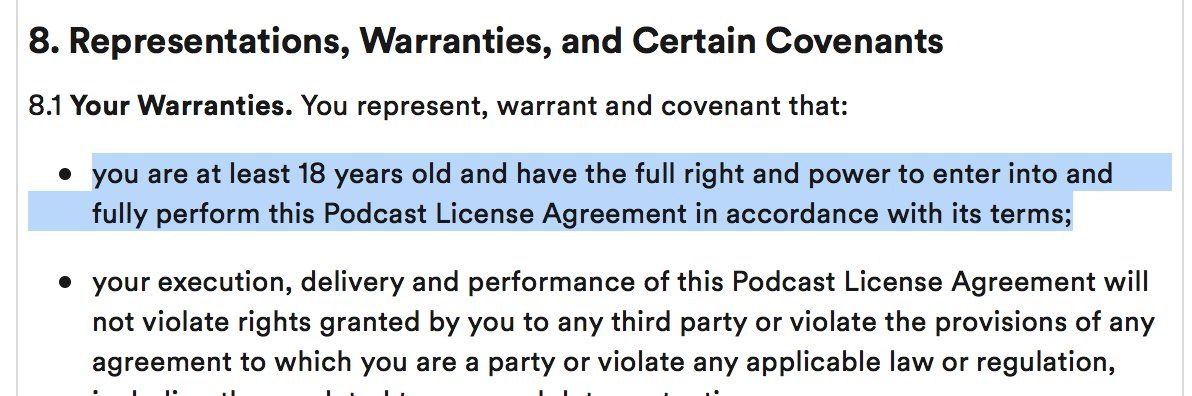 8. Representations, Warranties, and Certain Covenants
8.1 Your Warranties. You represent, warrant and covenant that:
• you are at least 18 years old and have the full right and power to enter into and
fully perform this Podcast License Agreement in accordance with its terms;
• your execution, delivery and performance of this Podcast License Agreement will
not violate rights granted by you to any third party or violate the provisions of any
agreement to which you are a party or violate any applicable law or regulation,